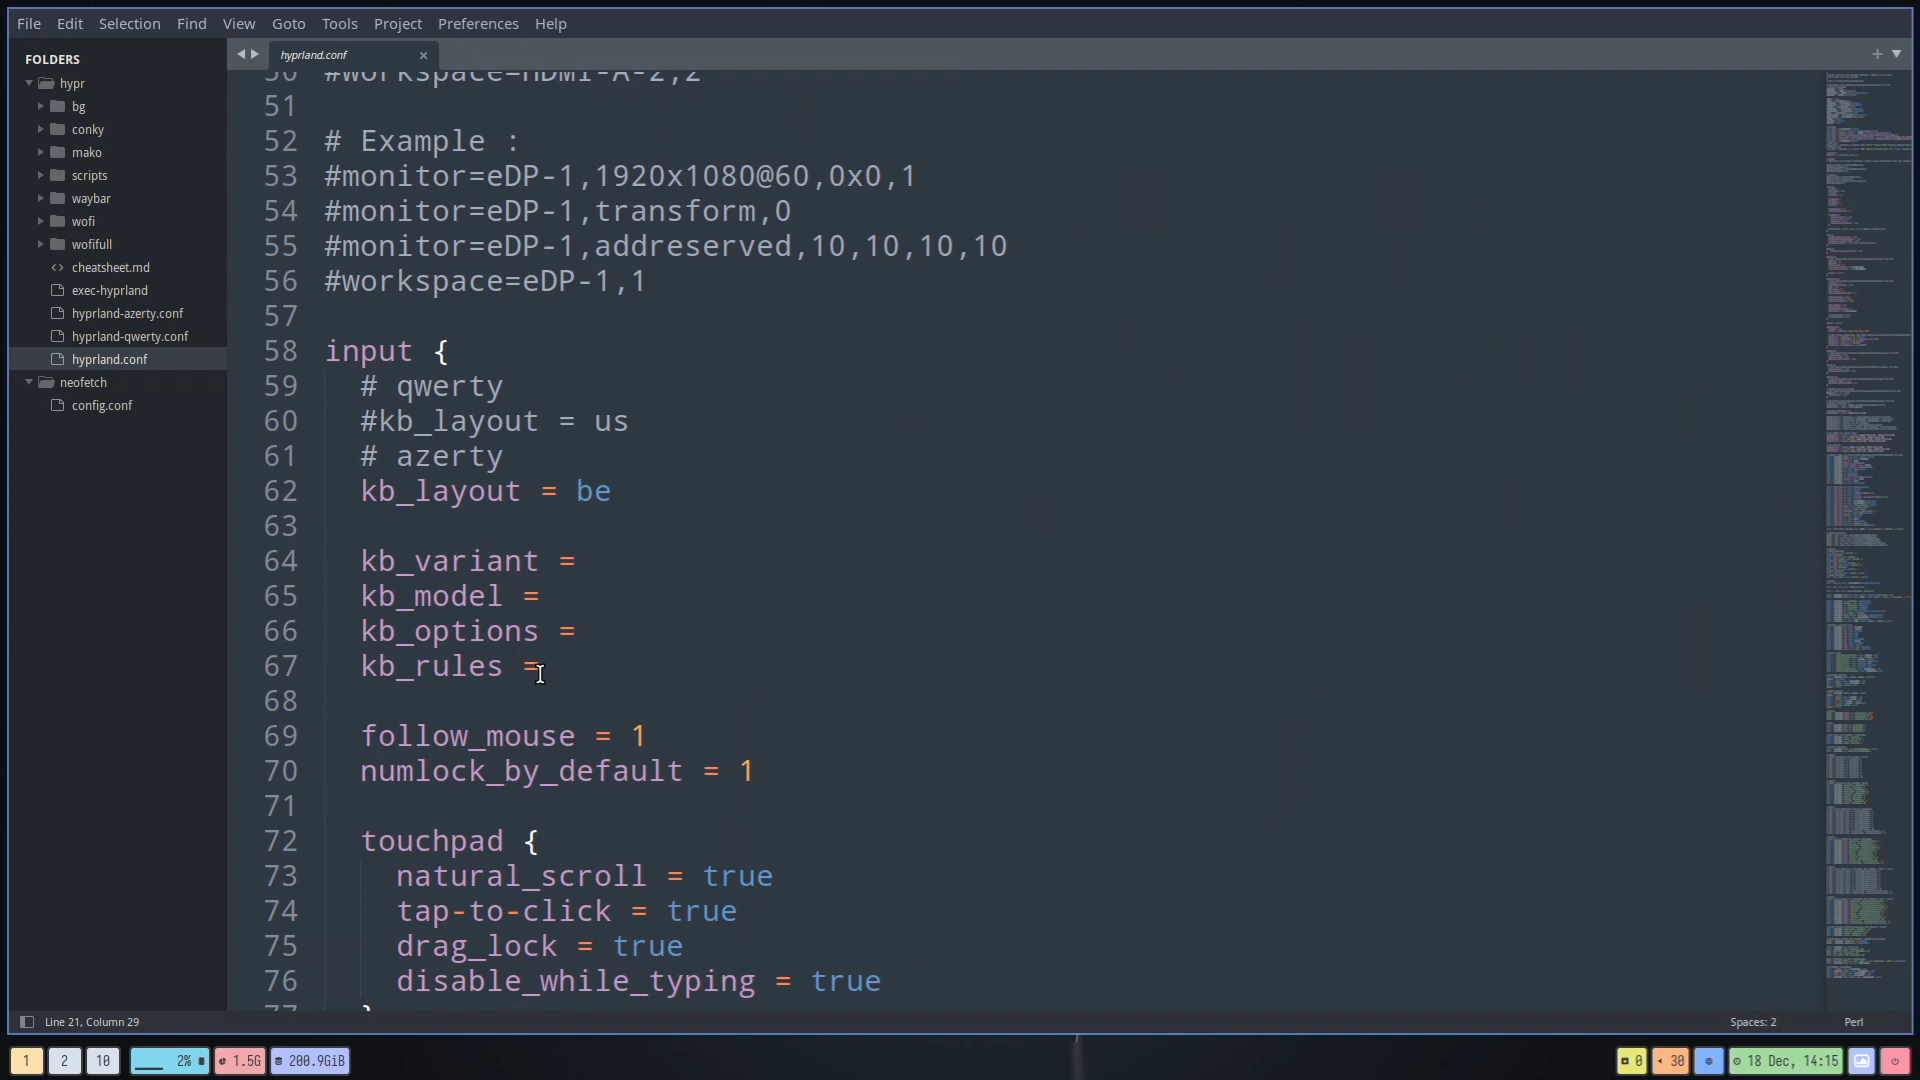 File Edit Selection Find View Goto Tools Project Preferences Help
FOLDERS
hypr
bg
conky
mako
scripts
waybar
wofi
wofifull
cheatsheet.md
exec-hyprland
hyprland-azerty.conf
hyprland-qwerty.conf
hyprland.conf
neofetch
config.conf
hyprland.conf
50 #workspace=HDMI-A-2,2
51
52 # Example :
53 #monitor=eDP-1,1920x1080@60,0x0,1
54 #monitor=eDP-1,transform,0
55 #monitor=eDP-1,addreserved,10,10,10,10
56 #workspace=eDP-1,1
57
58 input {
59 # qwerty
60 #kb_layout = us
61 # azerty
62 kb_layout = be
63
64 kb_variant =
65 kb_model =
66 kb_options =
67 kb_rules =
68
69 follow_mouse = 1
70 numlock_by_default = 1
71
72 touchpad {
73 natural_scroll = true
74 tap-to-click = true
75 drag_lock = true
76 disable_while_typing = true
77 }
Line 21, Column 29 Spaces: 2 Perl
1 2 10 2% 1.5G 200.9GiB 0 30 18 Dec, 14:15